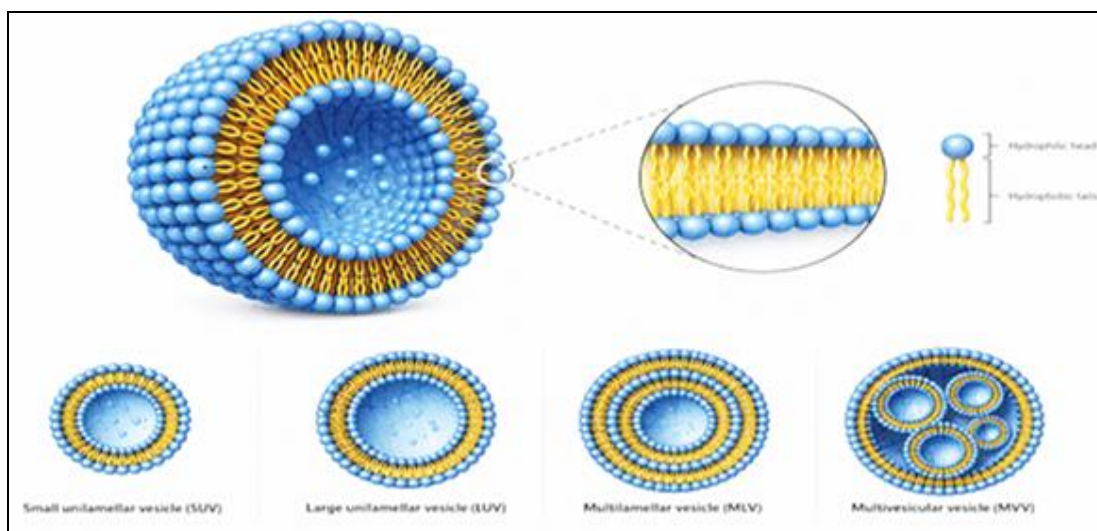 Hydrophilic head
Hydrophobic tails
Small unilamellar vesicle (SUV)
Large unilamellar vesicle (LUV)
Multilamellar vesicle (MLV)
Multivesicular vesicle (MVV)